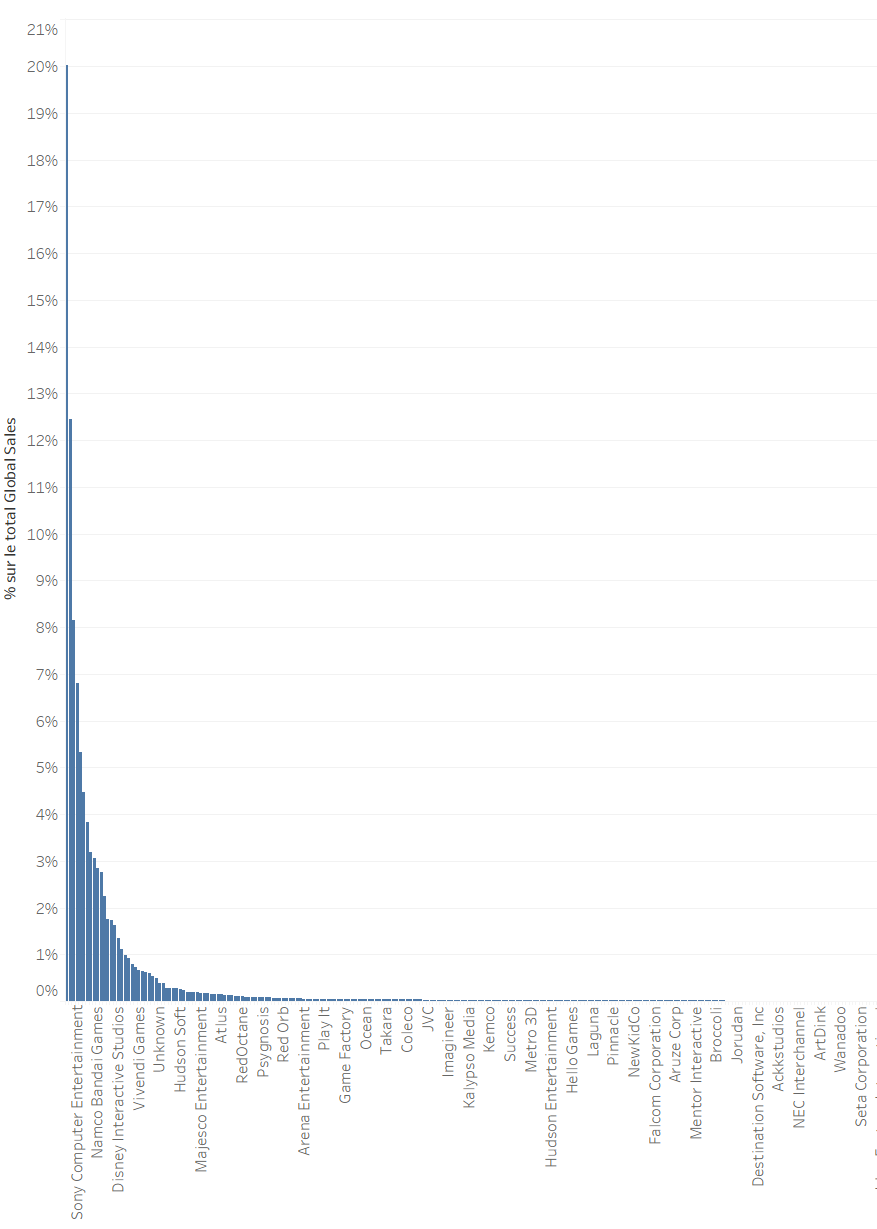 21%
20%
19%
18%
17%
16%
15%
14%
13%
12%
11%
10%
9%
8%
7%
6%
5%
4%
3%
2%
1%
0%
% sur le total Global Sales
Sony Computer Entertainment
Namco Bandai Games
Disney Interactive Studios
Vivendi Games
Unknown
Hudson Soft
Majesco Entertainment
Atlus
RedOctane
Psygnosis
Red Orb
Arena Entertainment
Play It
Game Factory
Ocean
Takara
Coleco
JVC
Imagineer
Kalypso Media
Kemco
Success
Metro 3D
Hudson Entertainment
Hello Games
Laguna
Pinnacle
NewKidCo
Falcom Corporation
Aruze Corp
Mentor Interactive
Broccoli
Jorudan
Destination Software, Inc
Ackkstudios
NEC Interchannel
ArtDink
Wanadoo
Seta Corporation